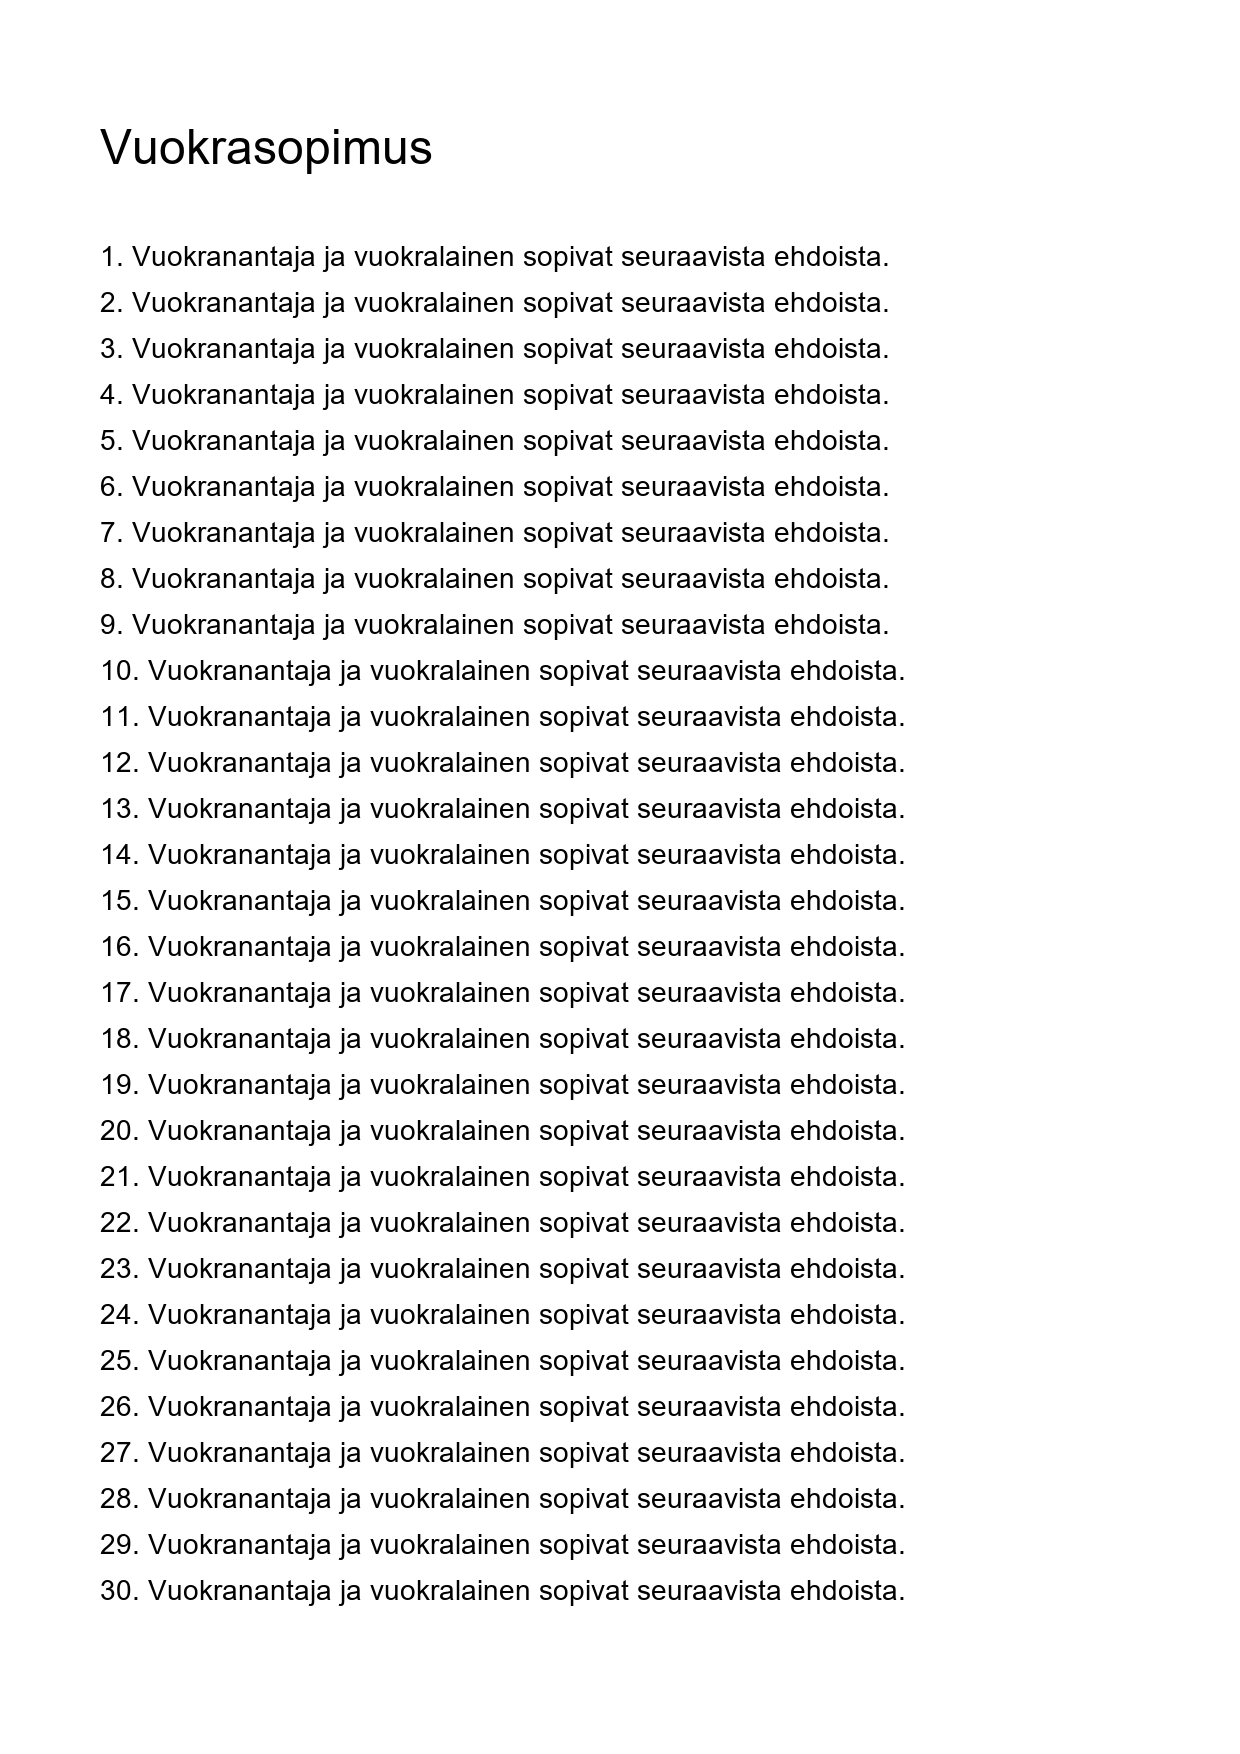 Vuokrasopimus
1. Vuokranantaja ja vuokralainen sopivat seuraavista ehdoista.
2. Vuokranantaja ja vuokralainen sopivat seuraavista ehdoista.
3. Vuokranantaja ja vuokralainen sopivat seuraavista ehdoista.
4. Vuokranantaja ja vuokralainen sopivat seuraavista ehdoista.
5. Vuokranantaja ja vuokralainen sopivat seuraavista ehdoista.
6. Vuokranantaja ja vuokralainen sopivat seuraavista ehdoista.
7. Vuokranantaja ja vuokralainen sopivat seuraavista ehdoista.
8. Vuokranantaja ja vuokralainen sopivat seuraavista ehdoista.
9. Vuokranantaja ja vuokralainen sopivat seuraavista ehdoista.
10. Vuokranantaja ja vuokralainen sopivat seuraavista ehdoista.
11. Vuokranantaja ja vuokralainen sopivat seuraavista ehdoista.
12. Vuokranantaja ja vuokralainen sopivat seuraavista ehdoista.
13. Vuokranantaja ja vuokralainen sopivat seuraavista ehdoista.
14. Vuokranantaja ja vuokralainen sopivat seuraavista ehdoista.
15. Vuokranantaja ja vuokralainen sopivat seuraavista ehdoista.
16. Vuokranantaja ja vuokralainen sopivat seuraavista ehdoista.
17. Vuokranantaja ja vuokralainen sopivat seuraavista ehdoista.
18. Vuokranantaja ja vuokralainen sopivat seuraavista ehdoista.
19. Vuokranantaja ja vuokralainen sopivat seuraavista ehdoista.
20. Vuokranantaja ja vuokralainen sopivat seuraavista ehdoista.
21. Vuokranantaja ja vuokralainen sopivat seuraavista ehdoista.
22. Vuokranantaja ja vuokralainen sopivat seuraavista ehdoista.
23. Vuokranantaja ja vuokralainen sopivat seuraavista ehdoista.
24. Vuokranantaja ja vuokralainen sopivat seuraavista ehdoista.
25. Vuokranantaja ja vuokralainen sopivat seuraavista ehdoista.
26. Vuokranantaja ja vuokralainen sopivat seuraavista ehdoista.
27. Vuokranantaja ja vuokralainen sopivat seuraavista ehdoista.
28. Vuokranantaja ja vuokralainen sopivat seuraavista ehdoista.
29. Vuokranantaja ja vuokralainen sopivat seuraavista ehdoista.
30. Vuokranantaja ja vuokralainen sopivat seuraavista ehdoista.